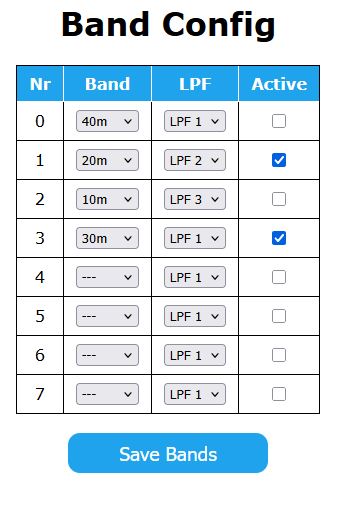 Band Config
Nr Band LPF Active
0 40m LPF 1
1 20m LPF 2
2 10m LPF 3
3 30m LPF 1
4 --- LPF 1
5 --- LPF 1
6 --- LPF 1
7 --- LPF 1
Save Bands